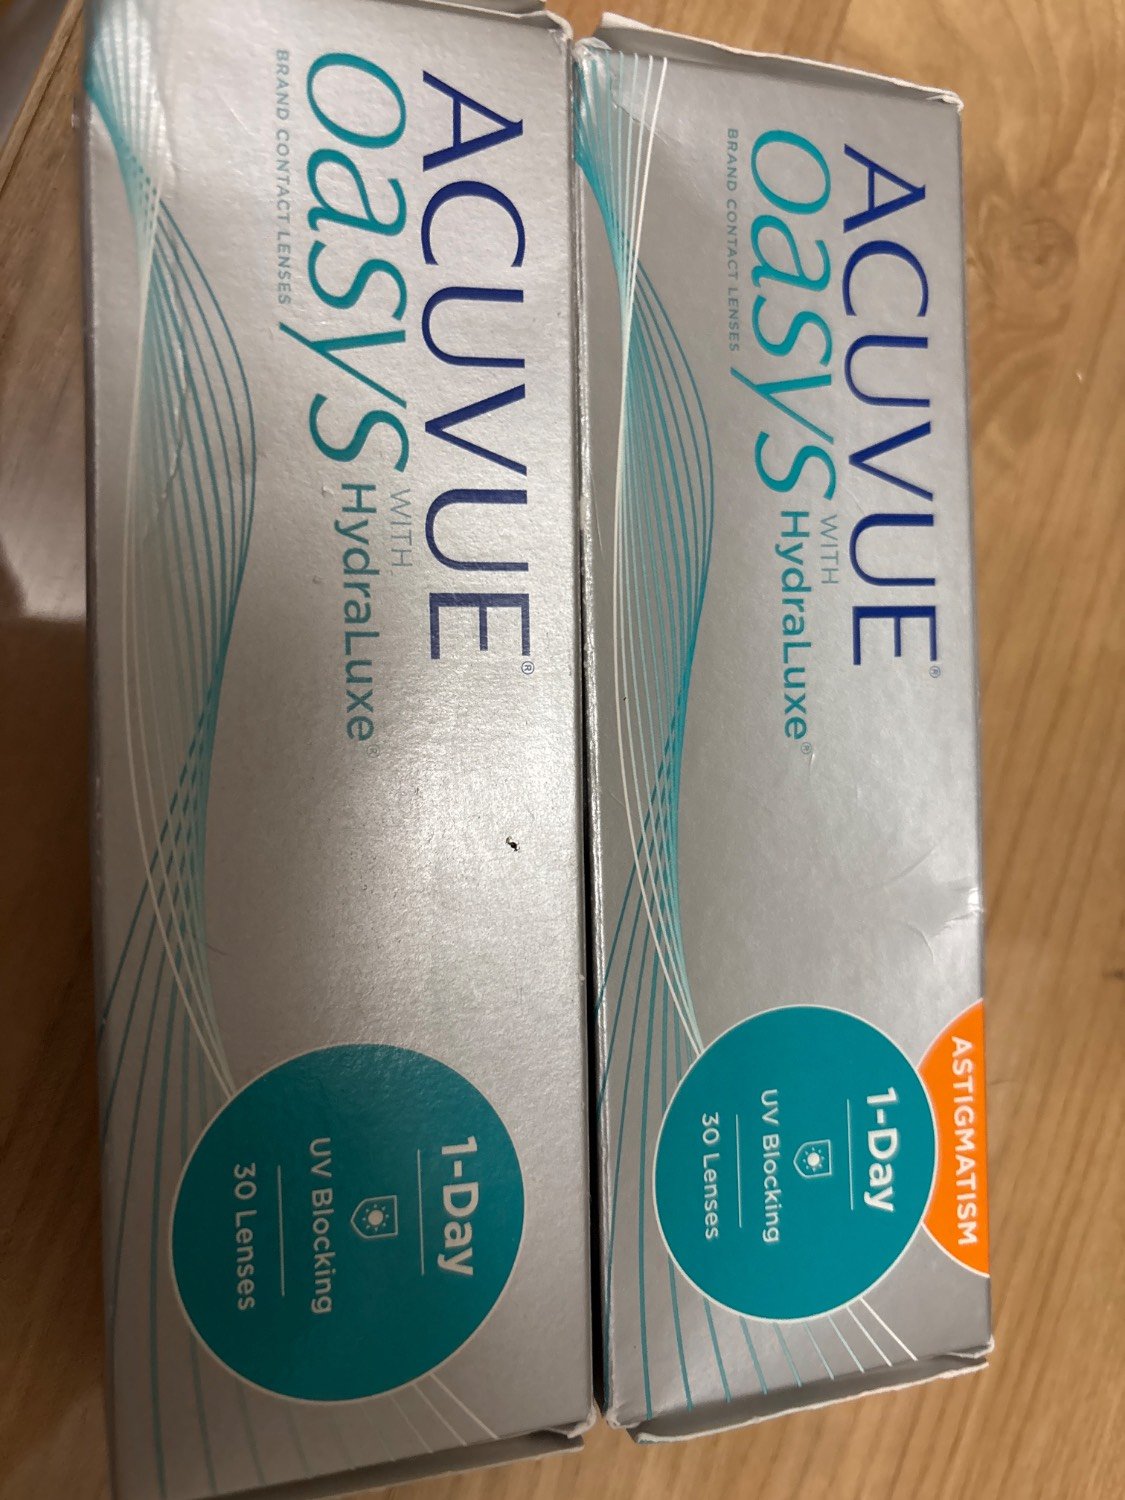 ACUVUE®
Oasys WITH HydraLuxe®
BRAND CONTACT LENSES
1-Day
UV Blocking
30 Lenses
ACUVUE®
Oasys WITH HydraLuxe®
BRAND CONTACT LENSES
ASTIGMATISM
1-Day
UV Blocking
30 Lenses